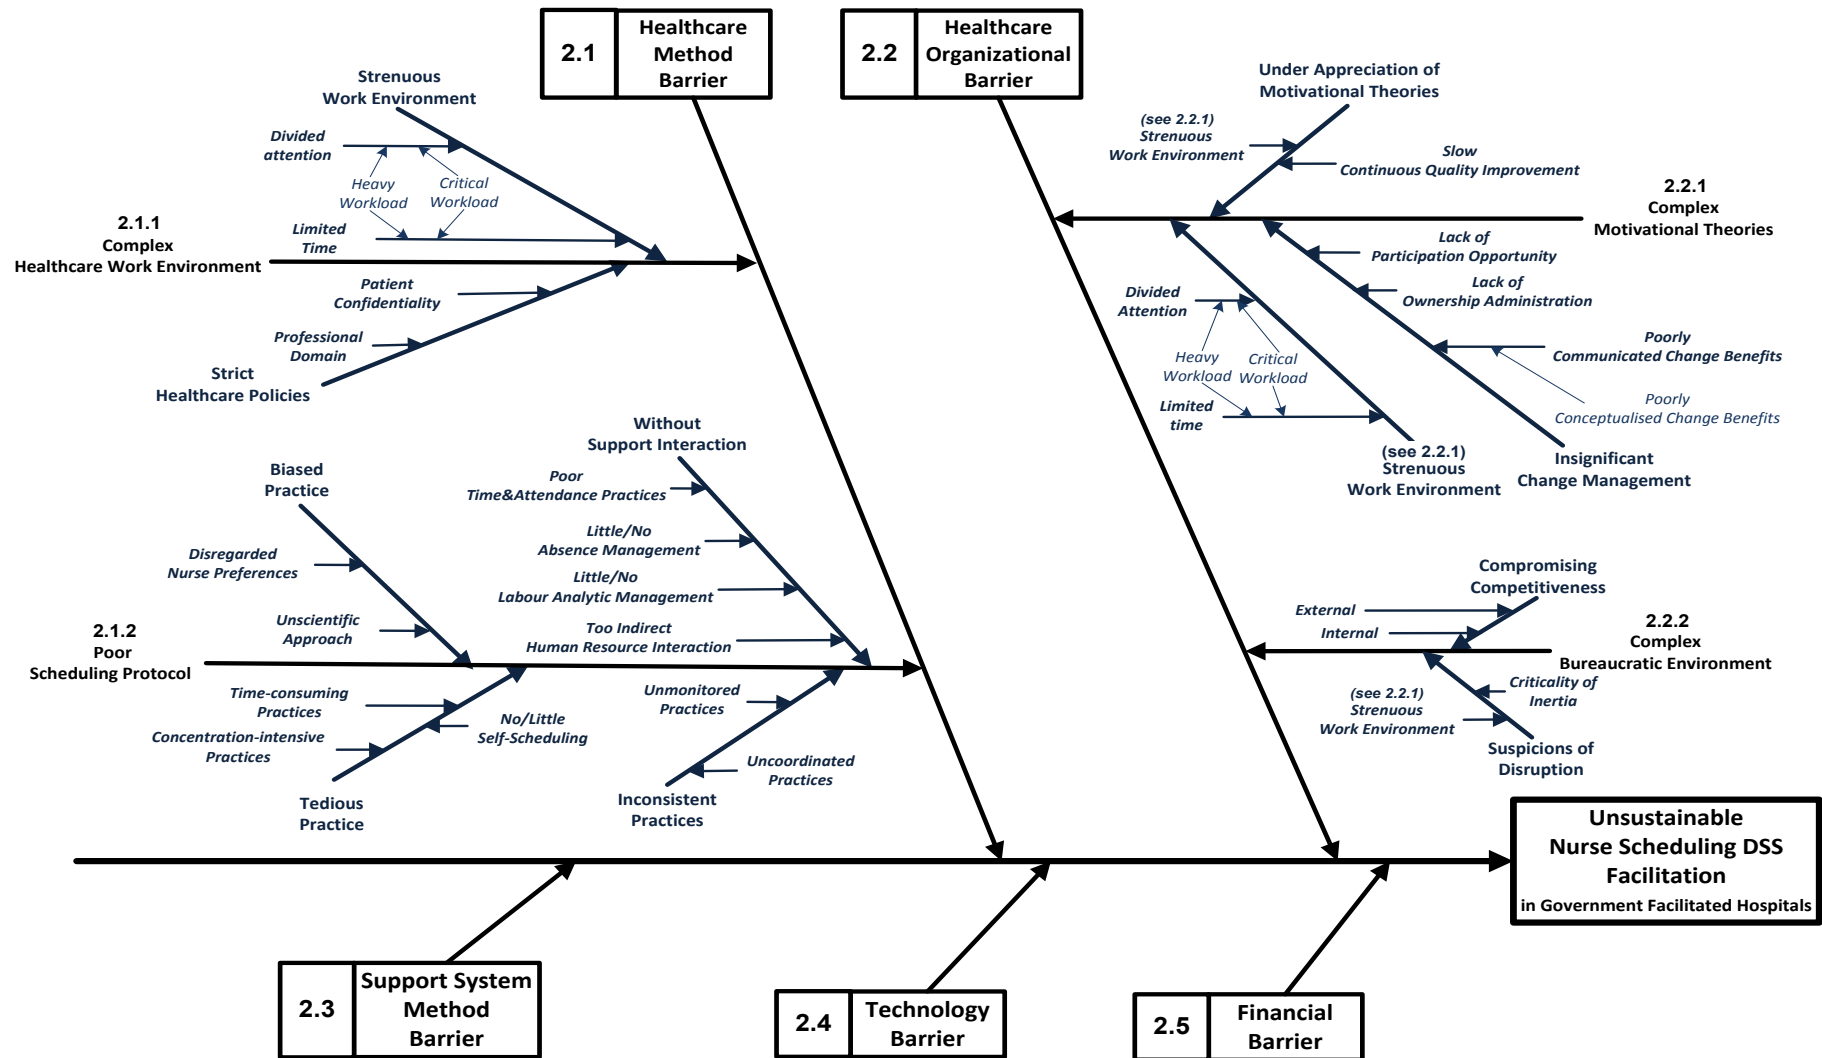 2.1
Healthcare
Method
Barrier
2.2
Healthcare
Organizational
Barrier
Strenuous
Work Environment
Divided
attention
Heavy
Workload
Critical
Workload
Limited
Time
2.1.1
Complex
Healthcare Work Environment
Patient
Confidentiality
Professional
Domain
Strict
Healthcare Policies
Under Appreciation of
Motivational Theories
(see 2.2.1)
Strenuous
Work Environment
Slow
Continuous Quality Improvement
2.2.1
Complex
Motivational Theories
Lack of
Participation Opportunity
Lack of
Ownership Administration
Divided
Attention
Heavy
Workload
Critical
Workload
Limited
time
Poorly
Communicated Change Benefits
Poorly
Conceptualised Change Benefits
(see 2.2.1)
Strenuous
Work Environment
Insignificant
Change Management
Biased
Practice
Disregarded
Nurse Preferences
Unscientific
Approach
Without
Support Interaction
Poor
Time&Attendance Practices
Little/No
Absence Management
Little/No
Labour Analytic Management
Too Indirect
Human Resource Interaction
2.1.2
Poor
Scheduling Protocol
Time-consuming
Practices
Concentration-intensive
Practices
No/Little
Self-Scheduling
Tedious
Practice
Unmonitored
Practices
Uncoordinated
Practices
Inconsistent
Practices
Compromising
Competitiveness
External
Internal
2.2.2
Complex
Bureaucratic Environment
Criticality of
Inertia
(see 2.2.1)
Strenuous
Work Environment
Suspicions of
Disruption
Unsustainable
Nurse Scheduling DSS
Facilitation
in Government Facilitated Hospitals
2.3
Support System
Method
Barrier
2.4
Technology
Barrier
2.5
Financial
Barrier